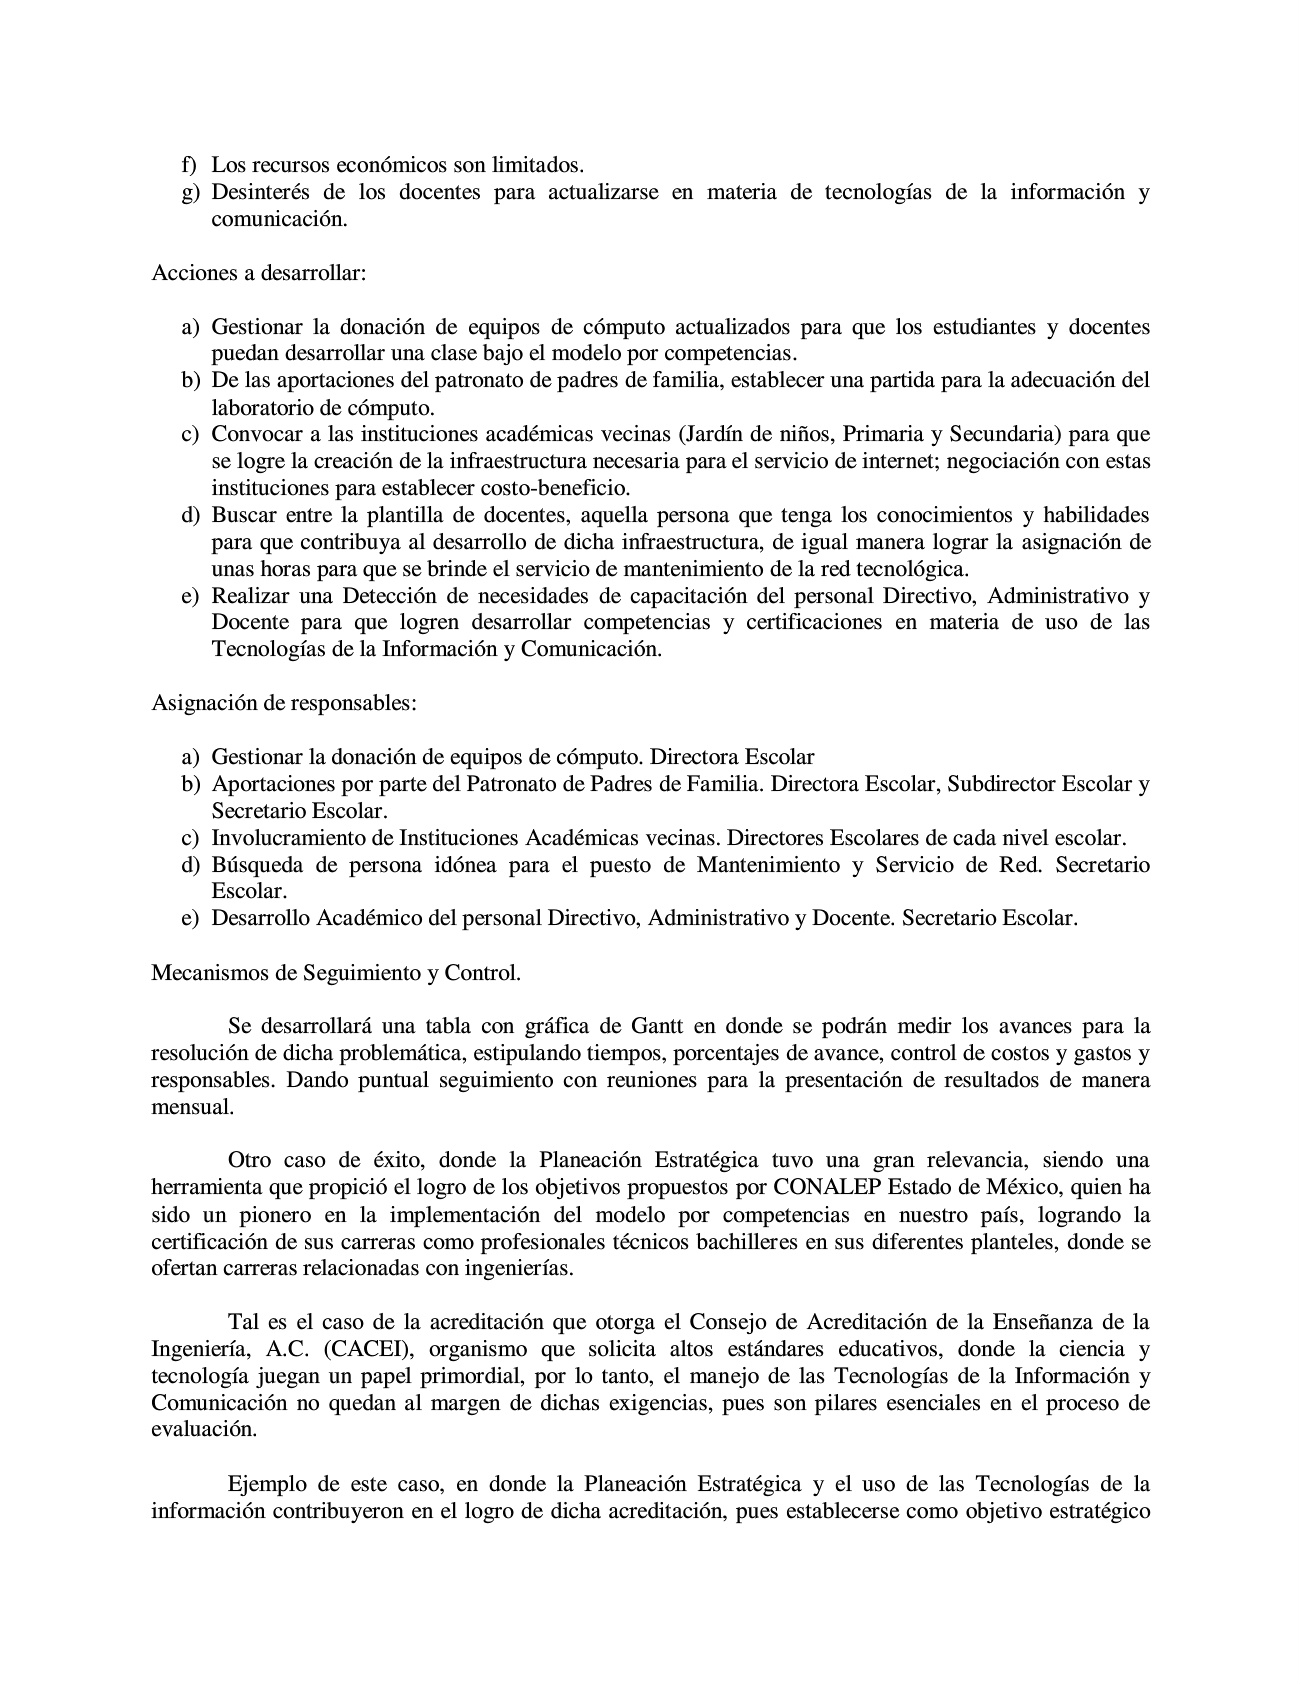 f) Los recursos económicos son limitados.
g) Desinterés de los docentes para actualizarse en materia de tecnologías de la información y
comunicación.
Acciones a desarrollar:
a) Gestionar la donación de equipos de cómputo actualizados para que los estudiantes y docentes
puedan desarrollar una clase bajo el modelo por competencias.
b) De las aportaciones del patronato de padres de familia, establecer una partida para la adecuación del
laboratorio de cómputo.
c) Convocar a las instituciones académicas vecinas (Jardín de niños, Primaria y Secundaria) para que
se logre la creación de la infraestructura necesaria para el servicio de internet; negociación con estas
instituciones para establecer costo-beneficio.
d) Buscar entre la plantilla de docentes, aquella persona que tenga los conocimientos y habilidades
para que contribuya al desarrollo de dicha infraestructura, de igual manera lograr la asignación de
unas horas para que se brinde el servicio de mantenimiento de la red tecnológica.
e) Realizar una Detección de necesidades de capacitación del personal Directivo, Administrativo y
Docente para que logren desarrollar competencias y certificaciones en materia de uso de las
Tecnologías de la Información y Comunicación.
Asignación de responsables:
a) Gestionar la donación de equipos de cómputo. Directora Escolar
b) Aportaciones por parte del Patronato de Padres de Familia. Directora Escolar, Subdirector Escolar y
Secretario Escolar.
c) Involucramiento de Instituciones Académicas vecinas. Directores Escolares de cada nivel escolar.
d) Búsqueda de persona idónea para el puesto de Mantenimiento y Servicio de Red. Secretario
Escolar.
e) Desarrollo Académico del personal Directivo, Administrativo y Docente. Secretario Escolar.
Mecanismos de Seguimiento y Control.
Se desarrollará una tabla con gráfica de Gantt en donde se podrán medir los avances para la
resolución de dicha problemática, estipulando tiempos, porcentajes de avance, control de costos y gastos y
responsables. Dando puntual seguimiento con reuniones para la presentación de resultados de manera
mensual.
Otro caso de éxito, donde la Planeación Estratégica tuvo una gran relevancia, siendo una
herramienta que propició el logro de los objetivos propuestos por CONALEP Estado de México, quien ha
sido un pionero en la implementación del modelo por competencias en nuestro país, logrando la
certificación de sus carreras como profesionales técnicos bachilleres en sus diferentes planteles, donde se
ofertan carreras relacionadas con ingenierías.
Tal es el caso de la acreditación que otorga el Consejo de Acreditación de la Enseñanza de la
Ingeniería, A.C. (CACEI), organismo que solicita altos estándares educativos, donde la ciencia y
tecnología juegan un papel primordial, por lo tanto, el manejo de las Tecnologías de la Información y
Comunicación no quedan al margen de dichas exigencias, pues son pilares esenciales en el proceso de
evaluación.
Ejemplo de este caso, en donde la Planeación Estratégica y el uso de las Tecnologías de la
información contribuyeron en el logro de dicha acreditación, pues establecerse como objetivo estratégico